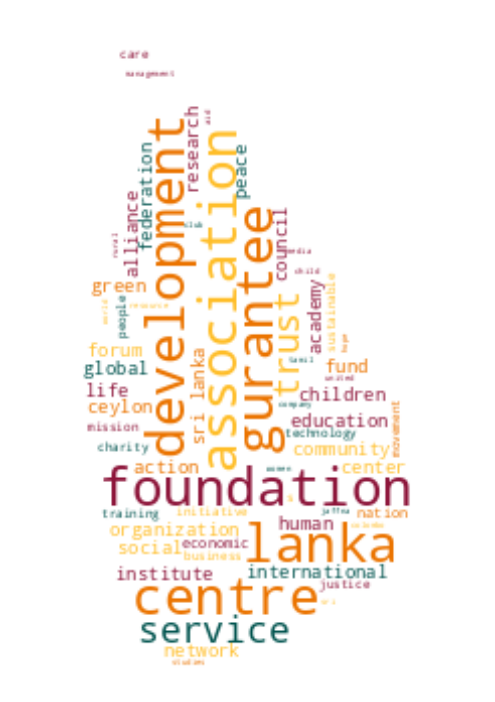 care
management
development
association
research
aid
federation
peace
alliance
gurantee
council
club
rural
media
child
green
people
world
resource
trust
academy
sustainable
hope
forum
global
sri lanka
tamil
fund
united
life
children
ceylon
company
movement
mission
education
technology
charity
community
action
women
center
foundation
training
initiative
jaffna
nation
organization
human
colombo
social
economic
lanka
business
institute
international
justice
centre
service
network
studies